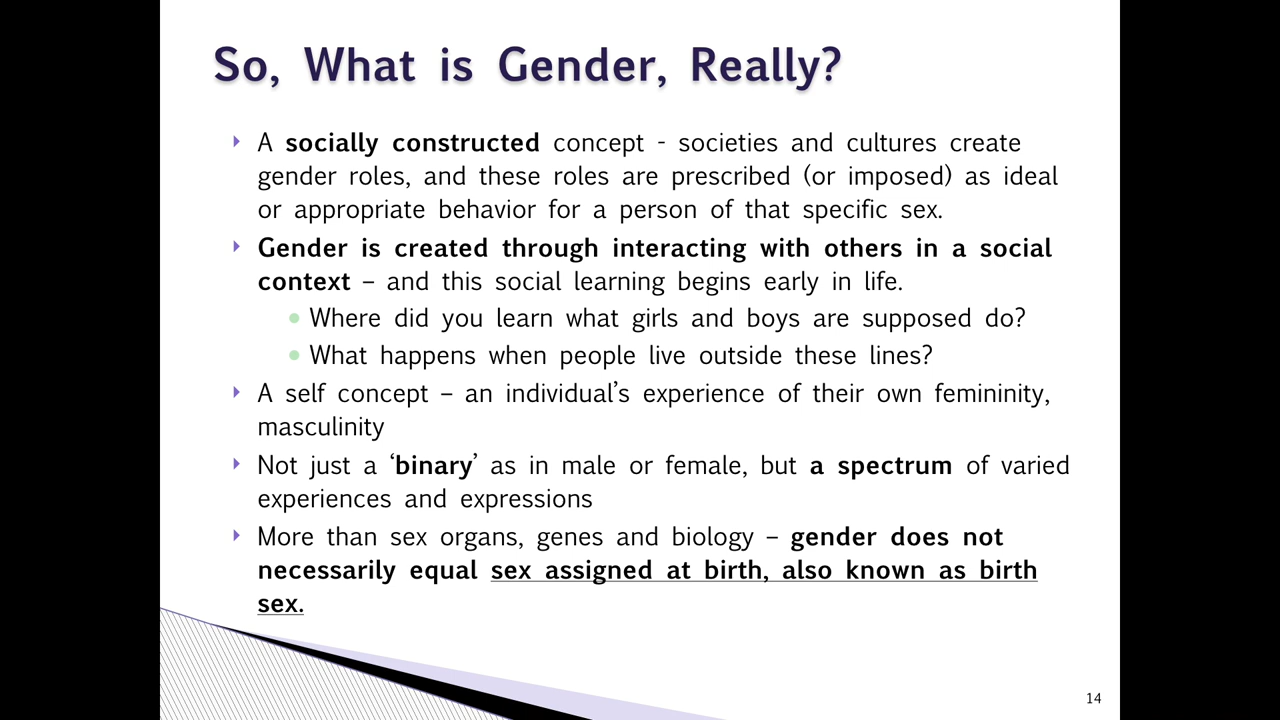 So, What is Gender, Really?
A socially constructed concept - societies and cultures create
gender roles, and these roles are prescribed (or imposed) as ideal
or appropriate behavior for a person of that specific sex.
Gender is created through interacting with others in a social
context – and this social learning begins early in life.
Where did you learn what girls and boys are supposed do?
What happens when people live outside these lines?
A self concept – an individual’s experience of their own femininity,
masculinity
Not just a ‘binary’ as in male or female, but a spectrum of varied
experiences and expressions
More than sex organs, genes and biology – gender does not
necessarily equal sex assigned at birth, also known as birth
sex.
14